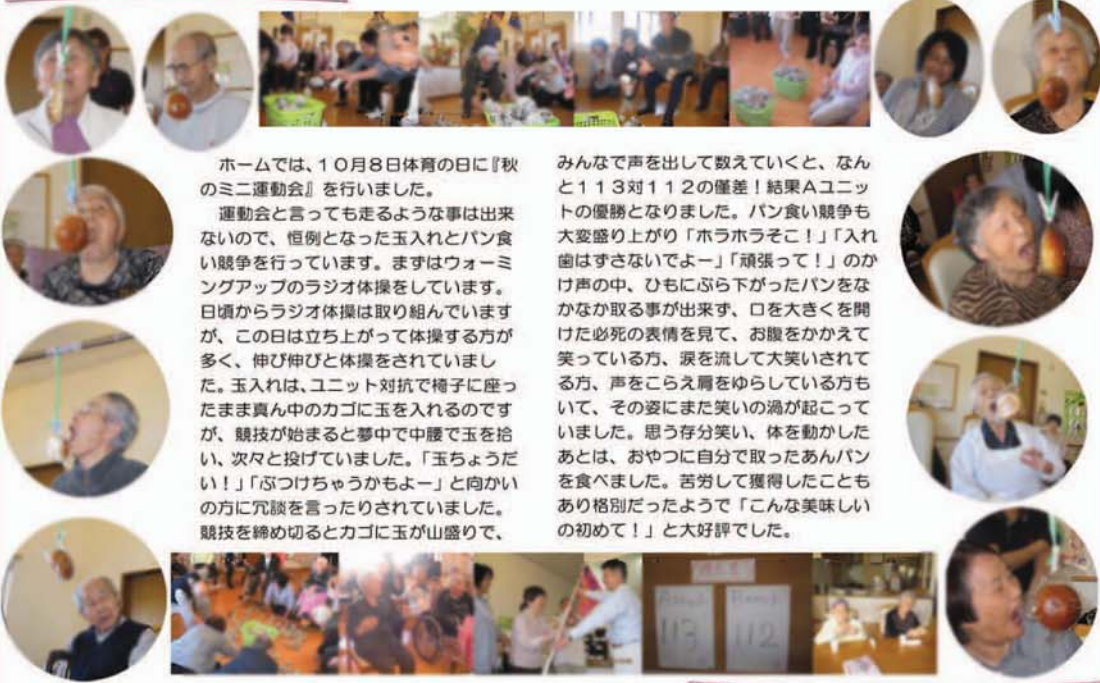 ホームでは、１０月８日体育の日に『秋
のミニ運動会』を行いました。
運動会と言っても走るような事は出来
ないので、恒例となった玉入れとパン食
い競争を行っています。まずはウォーミ
ングアップのラジオ体操をしています。
日頃からラジオ体操は取り組んでいます
が、この日は立ち上がって体操する方が
多く、伸び伸びと体操をされていまし
た。玉入れは、ユニット対抗で椅子に座っ
たまま真ん中のカゴに玉を入れるのです
が、競技が始まると夢中で中腰で玉を拾
い、次々と投げていました。「玉ちょうだ
い！」「ぶつけちゃうかもよー」と向かい
の方に冗談を言ったりされていました。
競技を締め切るとカゴに玉が山盛りで、
みんなで声を出して数えていくと、なん
と１１３対１１２の僅差！結果Ａユニッ
トの優勝となりました。パン食い競争も
大変盛り上がり「ホラホラそこ！」「入れ
歯はずさないでよー」「頑張って！」のか
け声の中、ひもにぶら下がったパンをな
かなか取る事が出来ず、口を大きくを開
けた必死の表情を見て、お腹をかかえて
笑っている方、涙を流して大笑いされて
る方、声をこらえ肩をゆらしている方も
いて、その姿にまた笑いの渦が起こって
いました。思う存分笑い、体を動かした
あとは、おやつに自分で取ったあんパン
を食べました。苦労して獲得したことも
あり格別だったようで「こんな美味しい
の初めて！」と大好評でした。
113
112